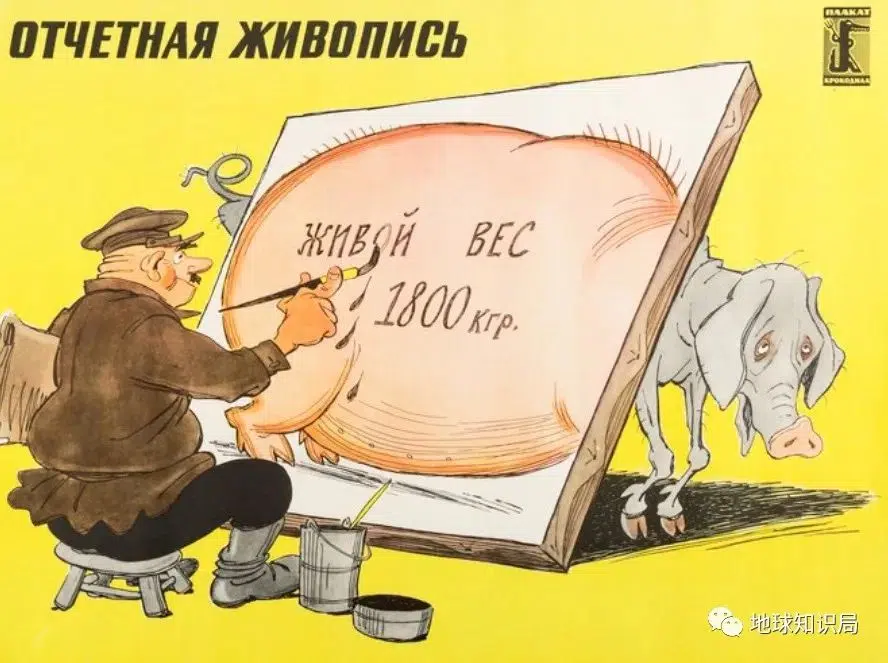 ОТЧЕТНАЯ ЖИВОПИСЬ
ПЛАКАТ
КРОКОДИЛ
ЖИВОЙ ВЕС
1800 кгр.
地球知识局